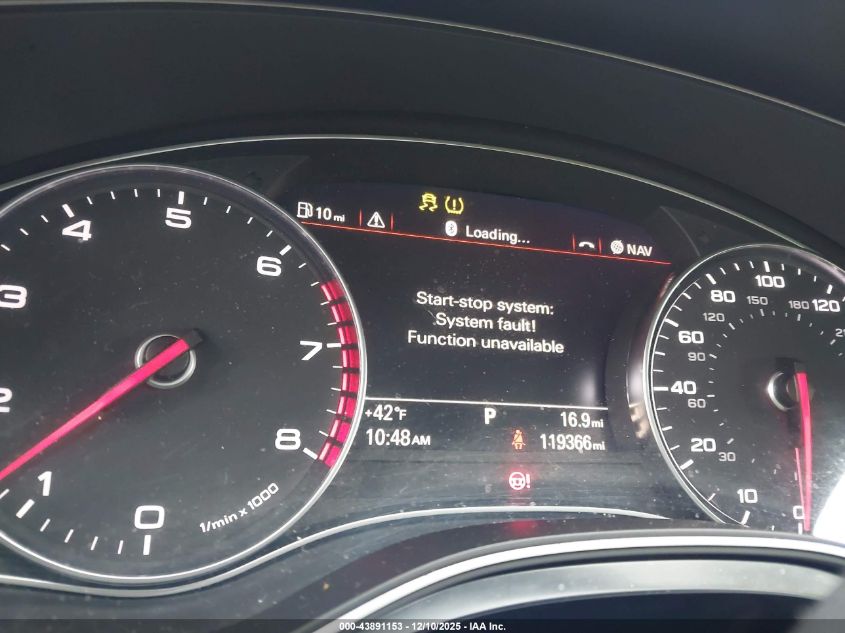 10 mi
Loading...
NAV
Start-stop system:
System fault!
Function unavailable
+42°F
P
16.9mi
10:48AM
119366mi
0
1
2
3
4
5
6
7
8
1/min x 1000
0
10
20
30
40
60
60
90
80
120
100
150
120
180
000-43891153 - 12/10/2025 - IAA Inc.